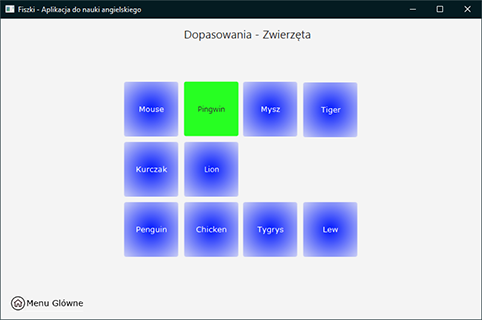 Fiszki - Aplikacja do nauki angielskiego
Dopasowania - Zwierzęta
Mouse Pingwin Mysz Tiger
Kurczak Lion
Penguin Chicken Tygrys Lew
Menu Główne